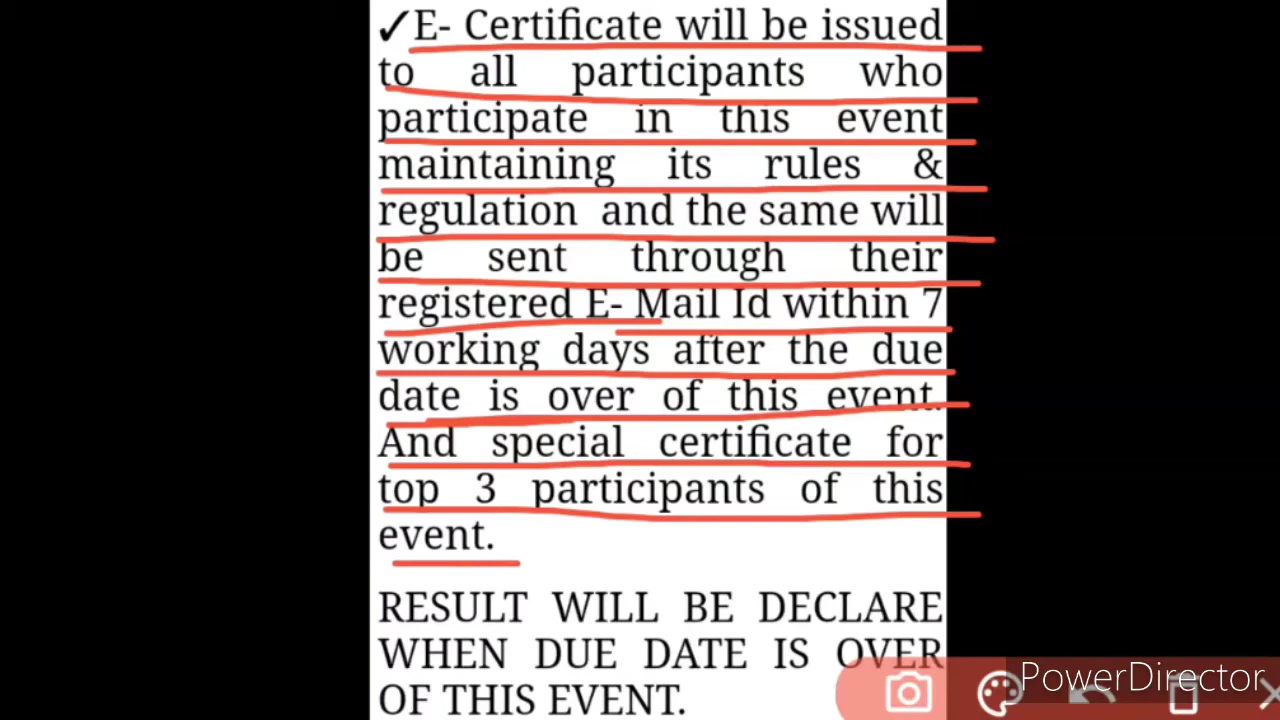 ✓E- Certificate will be issued
to all participants who
participate in this event
maintaining its rules &
regulation and the same will
be sent through their
registered E- Mail Id within 7
working days after the due
date is over of this event.
And special certificate for
top 3 participants of this
event.
RESULT WILL BE DECLARE
WHEN DUE DATE IS OVER
OF THIS EVENT.
PowerDirector